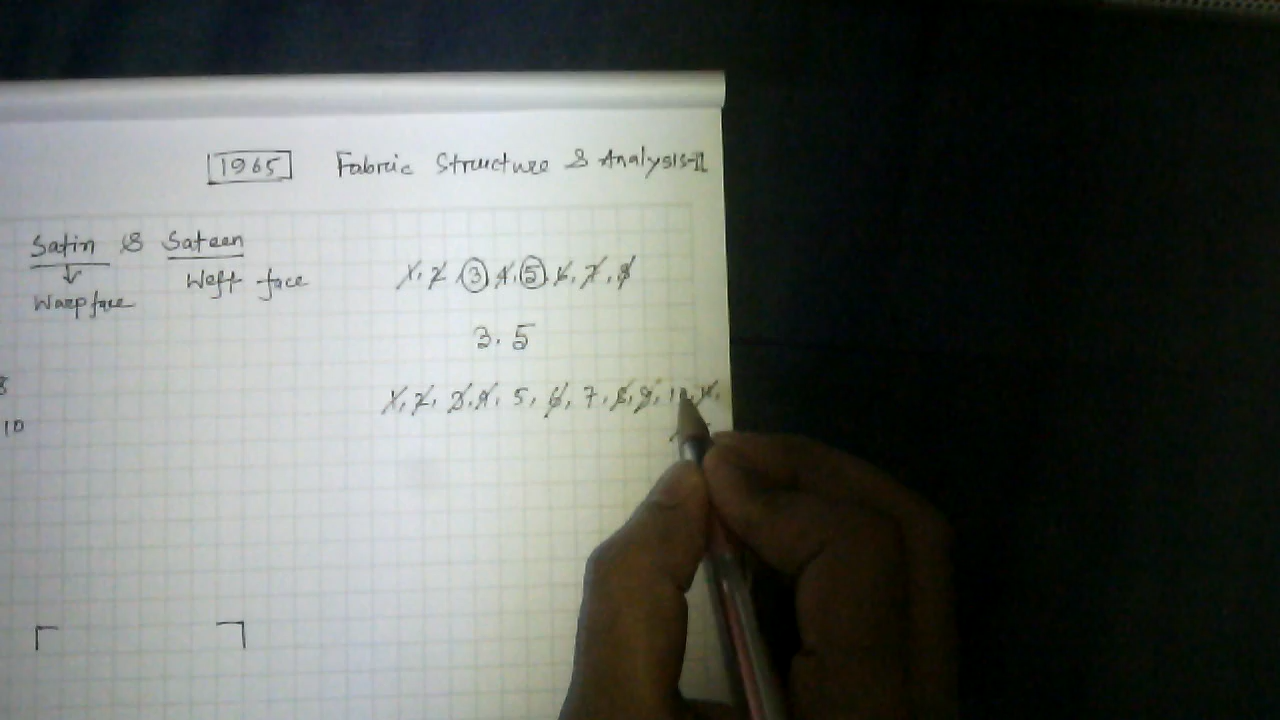 1965 Fabric Structure & Analysis-II
Satin & Sateen
Warp face Weft face
1, 2, 3, 4, 5, 6, 7, 8
3. 5
8
1, 2, 3, 4, 5, 6, 7, 8, 9, 10, 11,
10